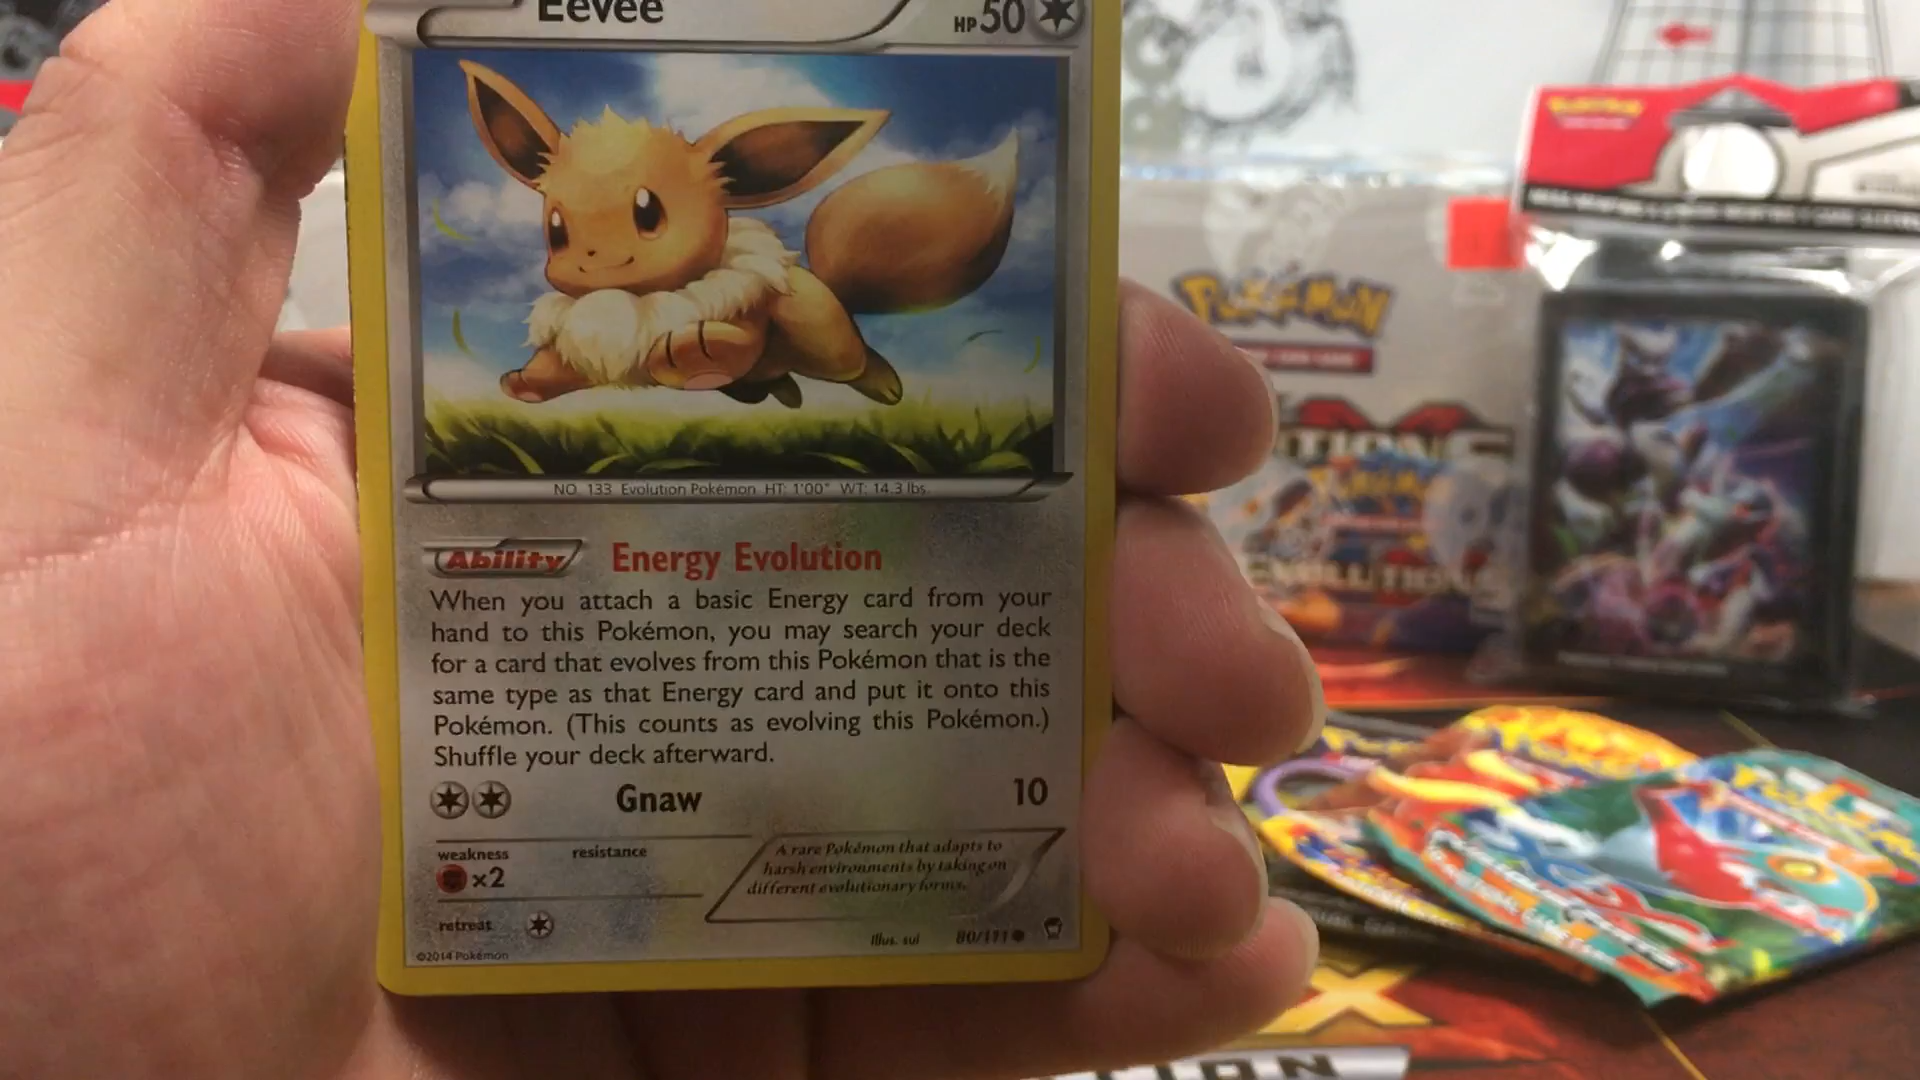 Eevee
HP50
NO. 133 Evolution Pokémon HT: 1'00" WT: 14.3 lbs.
Ability Energy Evolution
When you attach a basic Energy card from your
hand to this Pokémon, you may search your deck
for a card that evolves from this Pokémon that is the
same type as that Energy card and put it onto this
Pokémon. (This counts as evolving this Pokémon.)
Shuffle your deck afterward.
Gnaw 10
weakness resistance
x2
A rare Pokémon that adapts to
harsh environments by taking on
different evolutionary forms.
retreat
Illus. sui 80/111
©2014 Pokémon
POKÉMON